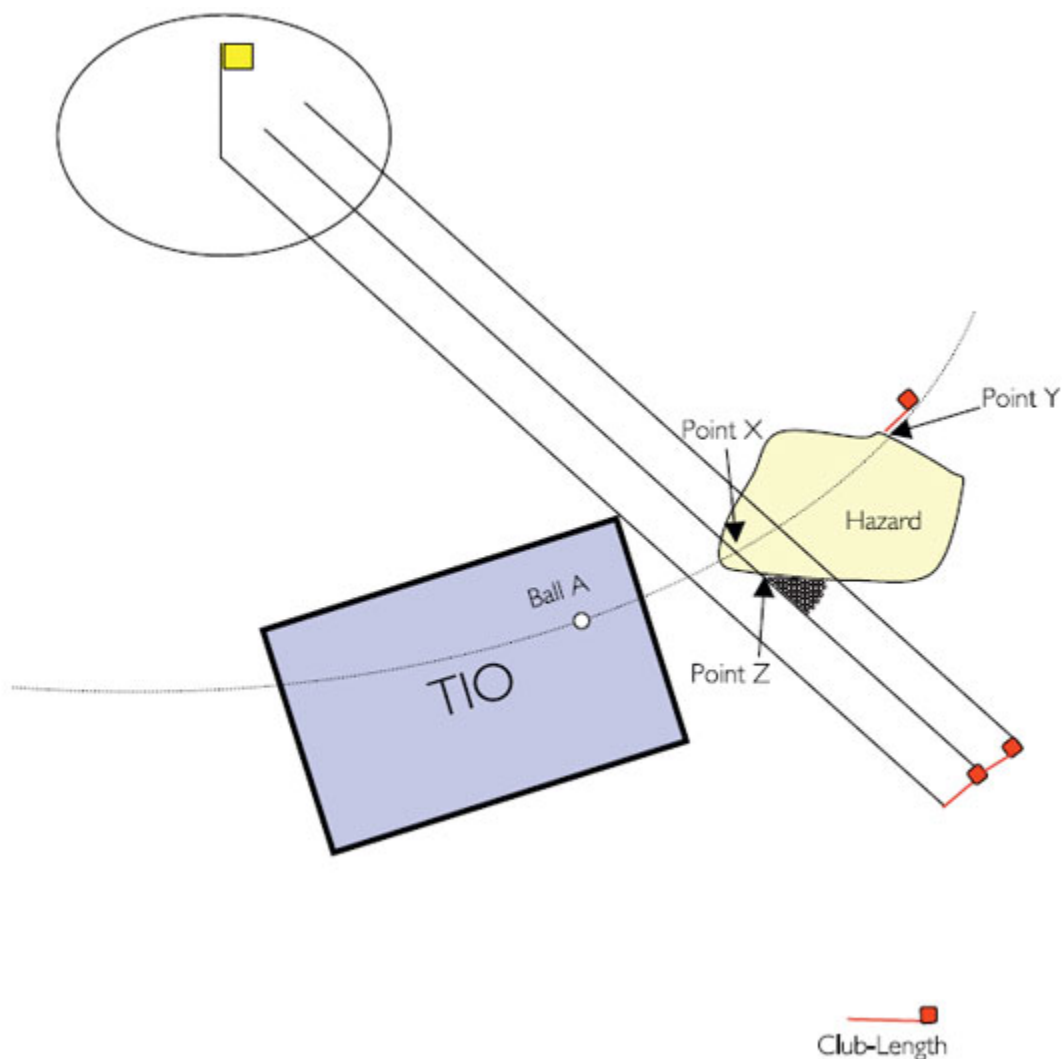 Point Y
Point X
Hazard
Ball A
TIO
Point Z
Club-Length